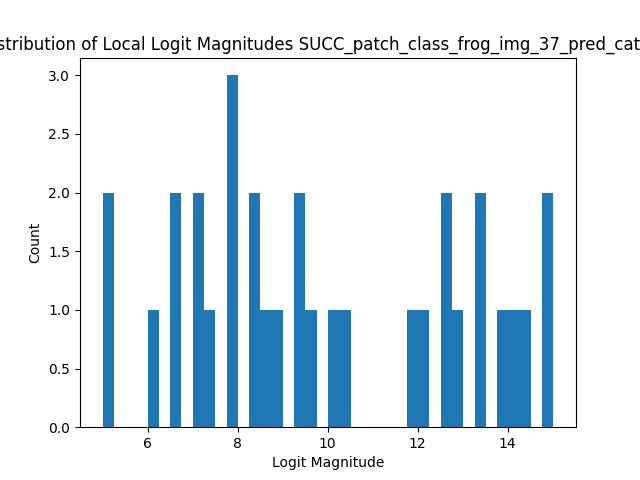 stribution of Local Logit Magnitudes SUCC_patch_class_frog_img_37_pred_cat
3.0
2.5
2.0
1.5
1.0
0.5
0.0
Count
6 8 10 12 14
Logit Magnitude